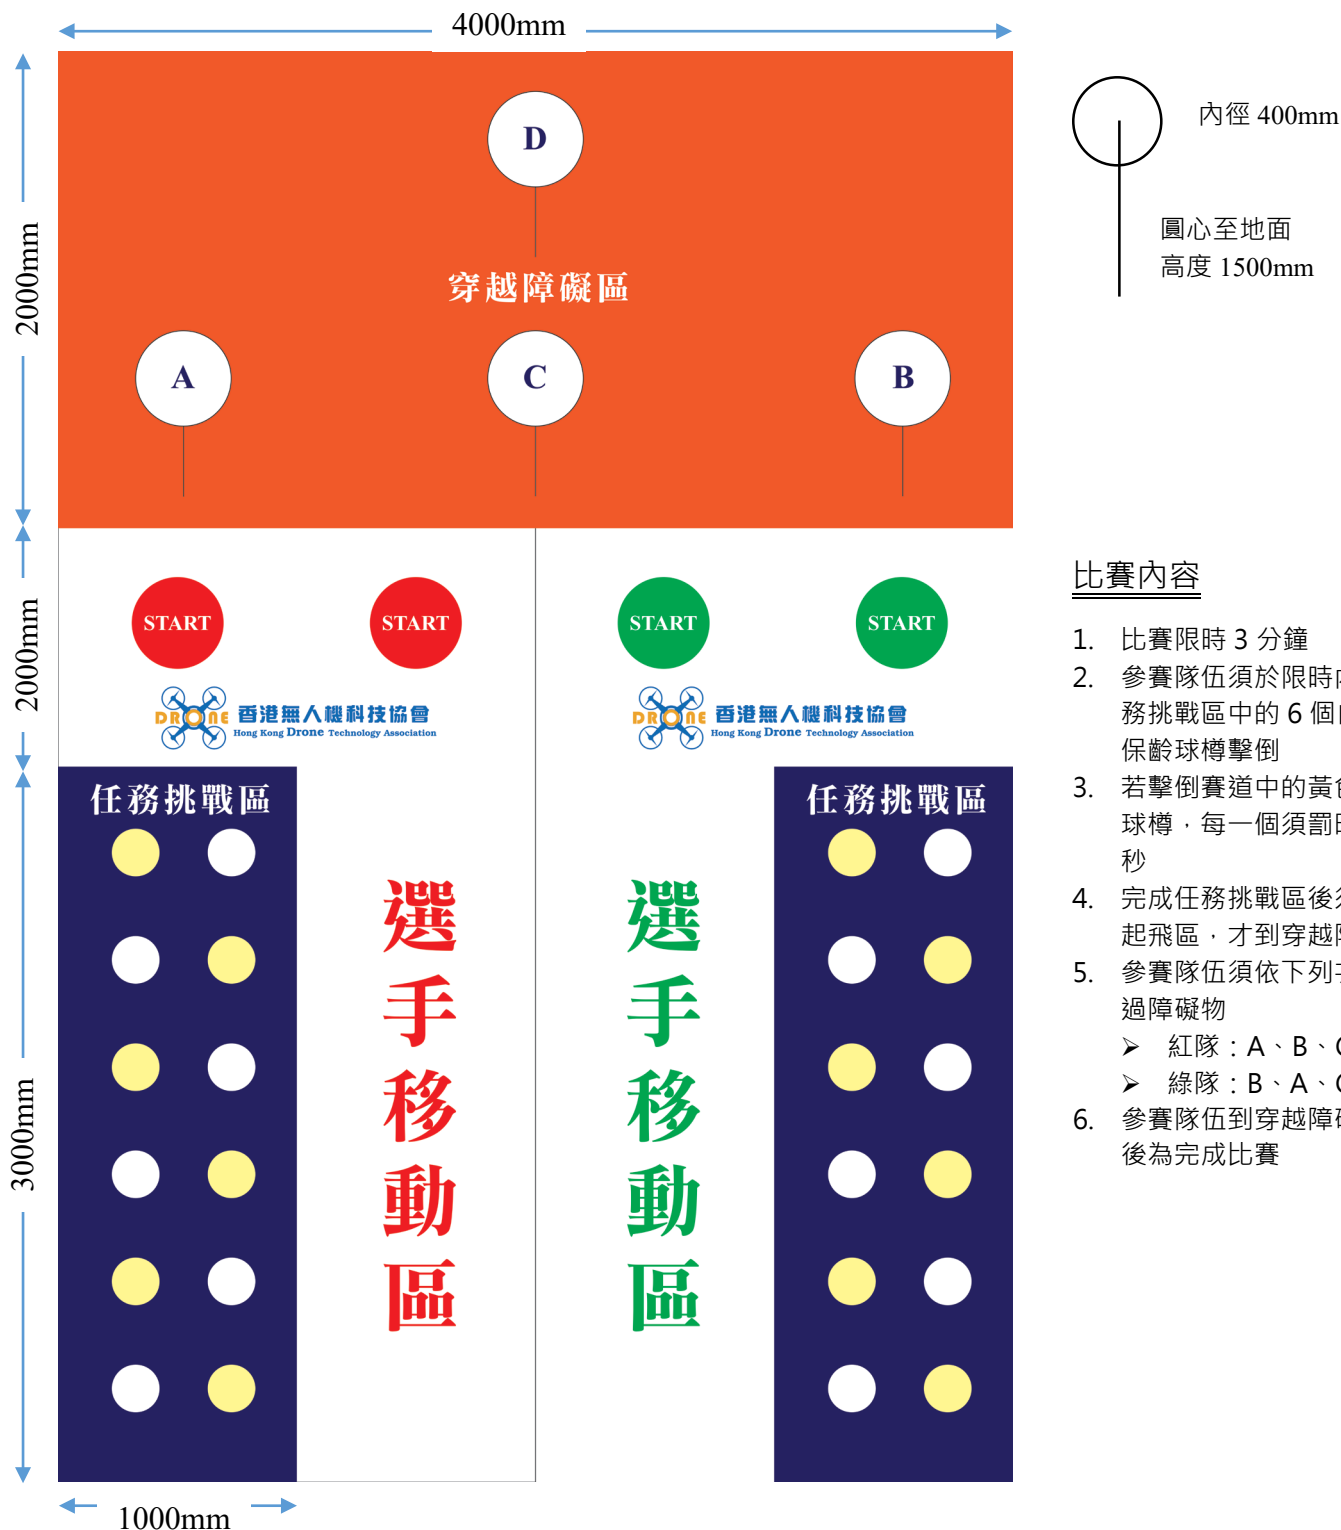 4000mm
2000mm
D
內徑 400mm
圓心至地面
高度 1500mm
穿越障礙區
A
C
B
2000mm
START
START
START
START
DRONE
香港無人機科技協會
Hong Kong Drone Technology Association
DRONE
香港無人機科技協會
Hong Kong Drone Technology Association
3000mm
任務挑戰區
選手移動區
選手移動區
任務挑戰區
1000mm
比賽內容
1. 比賽限時 3 分鐘
2. 參賽隊伍須於限時
務挑戰區中的 6 個
保齡球樽擊倒
3. 若擊倒賽道中的黃
球樽，每一個須罰
秒
4. 完成任務挑戰區後
起飛區，才到穿越
5. 參賽隊伍須依下列
過障礙物
➢ 紅隊：A、B、
➢ 綠隊：B、A、
6. 參賽隊伍到穿越障
後為完成比賽